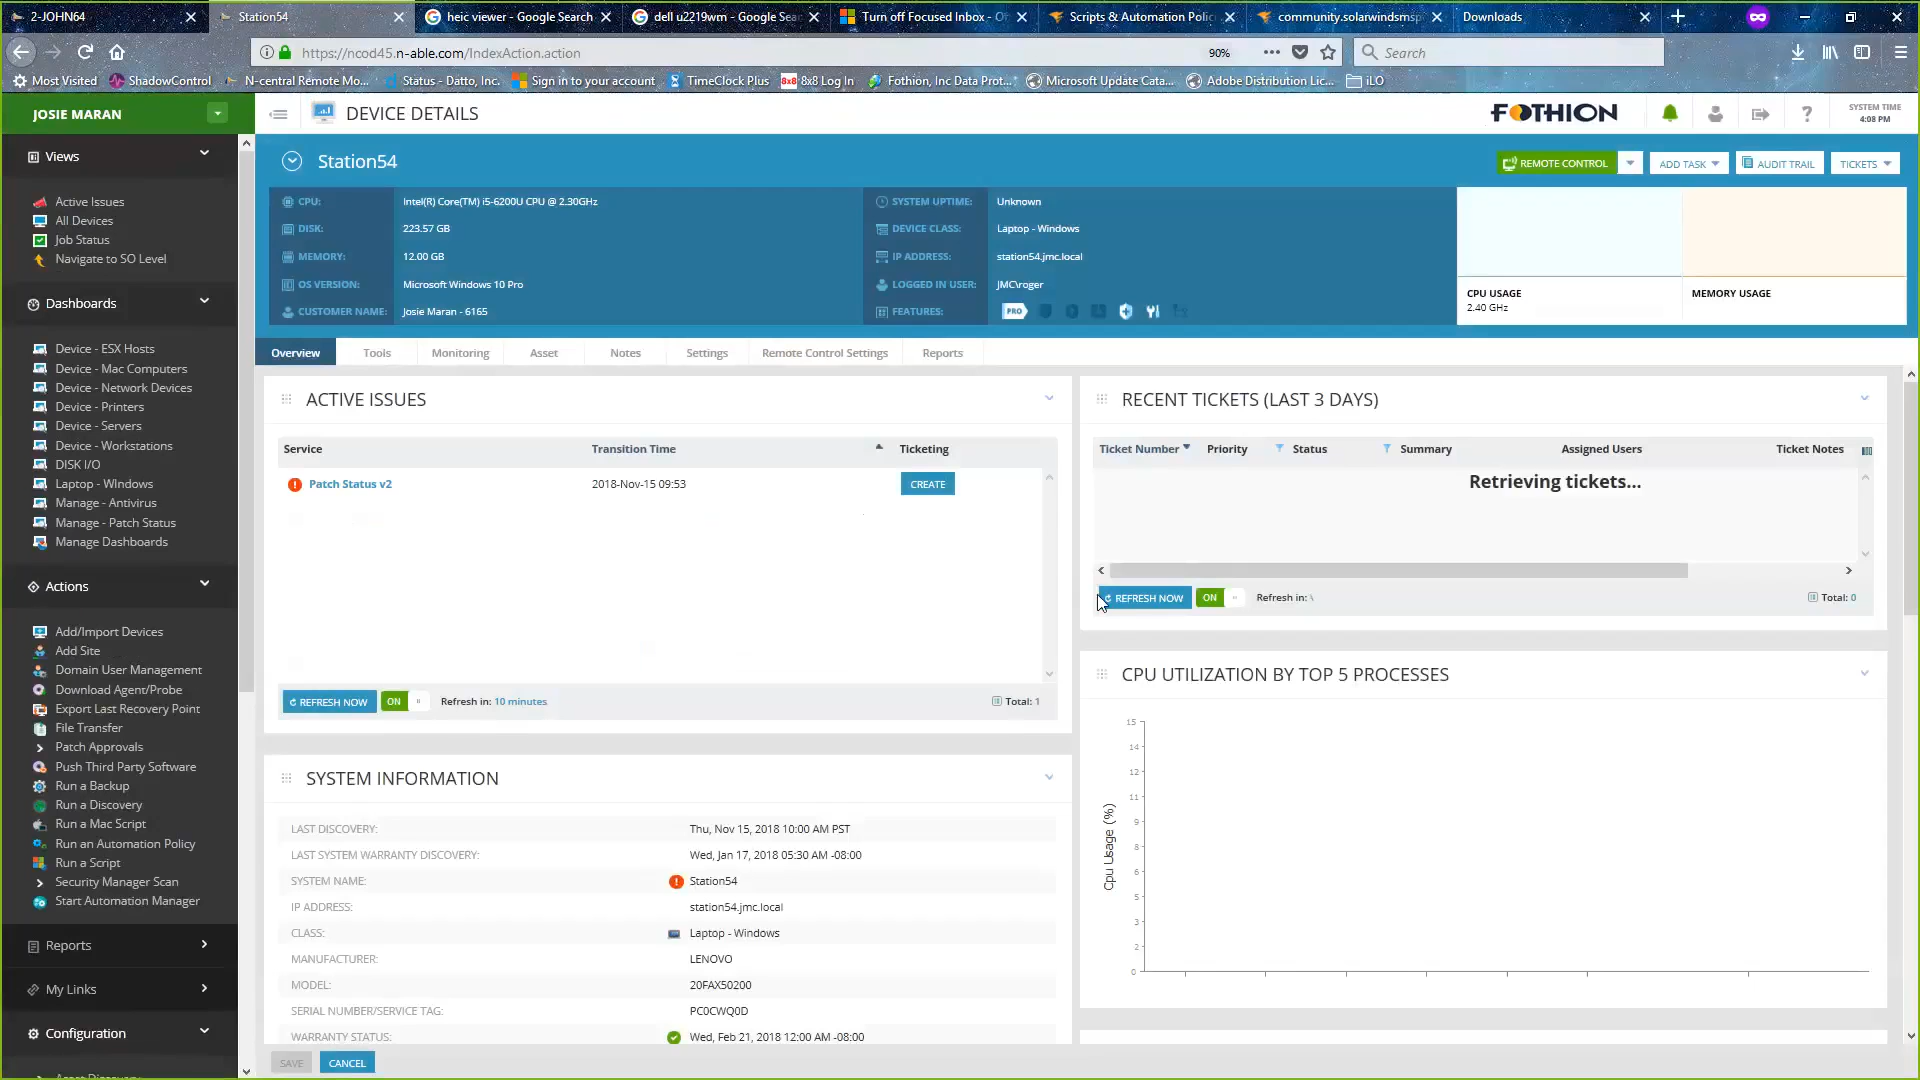 2-JOHN64
Station54
heic viewer - Google Search
dell u2219wm - Google Sea
Turn off Focused Inbox - O
Scripts & Automation Polic
community.solarwindsmsp
Downloads
https://ncod45.n-able.com/IndexAction.action
90%
Search
Most Visited
ShadowControl
N-central Remote Mo...
Status - Datto, Inc.
Sign in to your account
TimeClock Plus
8x8 Log In
Fothion, Inc Data Prot...
Microsoft Update Cata...
Adobe Distribution Lic...
iLO
JOSIE MARAN
DEVICE DETAILS
FOTHION
SYSTEM TIME
4:08 PM
Views
Active Issues
All Devices
Job Status
Navigate to SO Level
Dashboards
Device - ESX Hosts
Device - Mac Computers
Device - Network Devices
Device - Printers
Device - Servers
Device - Workstations
DISK I/O
Laptop - Windows
Manage - Antivirus
Manage - Patch Status
Manage Dashboards
Actions
Add/Import Devices
Add Site
Domain User Management
Download Agent/Probe
Export Last Recovery Point
File Transfer
Patch Approvals
Push Third Party Software
Run a Backup
Run a Discovery
Run a Mac Script
Run an Automation Policy
Run a Script
Security Manager Scan
Start Automation Manager
Reports
My Links
Configuration
Station54
REMOTE CONTROL
ADD TASK
AUDIT TRAIL
TICKETS
CPU: Intel(R) Core(TM) i5-6200U CPU @ 2.30GHz
DISK: 223.57 GB
MEMORY: 12.00 GB
OS VERSION: Microsoft Windows 10 Pro
CUSTOMER NAME: Josie Maran - 6165
SYSTEM UPTIME: Unknown
DEVICE CLASS: Laptop - Windows
IP ADDRESS: station54.jmc.local
LOGGED IN USER: JMC\roger
FEATURES: PRO
CPU USAGE
2.40 GHz
MEMORY USAGE
Overview
Tools
Monitoring
Asset
Notes
Settings
Remote Control Settings
Reports
ACTIVE ISSUES
Service Transition Time Ticketing
Patch Status v2 2018-Nov-15 09:53 CREATE
REFRESH NOW ON Refresh in: 10 minutes Total: 1
SYSTEM INFORMATION
LAST DISCOVERY: Thu, Nov 15, 2018 10:00 AM PST
LAST SYSTEM WARRANTY DISCOVERY: Wed, Jan 17, 2018 05:30 AM -08:00
SYSTEM NAME: Station54
IP ADDRESS: station54.jmc.local
CLASS: Laptop - Windows
MANUFACTURER: LENOVO
MODEL: 20FAX50200
SERIAL NUMBER/SERVICE TAG: PC0CWQ0D
WARRANTY STATUS: Wed, Feb 21, 2018 12:00 AM -08:00
SAVE
CANCEL
RECENT TICKETS (LAST 3 DAYS)
Ticket Number Priority Status Summary Assigned Users Ticket Notes
Retrieving tickets...
REFRESH NOW ON Refresh in: \ Total: 0
CPU UTILIZATION BY TOP 5 PROCESSES
Cpu Usage (%)
15
14
12
11
9
8
6
5
3
2
0